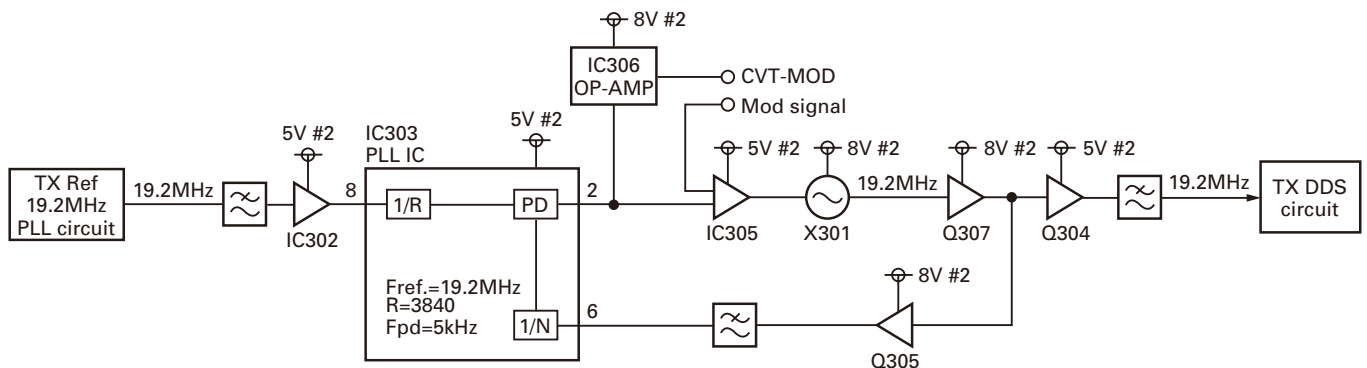 8V #2
IC306
OP-AMP
CVT-MOD
Mod signal
5V #2
IC303
PLL IC
5V #2
5V #2
8V #2
8V #2
5V #2
TX Ref
19.2MHz
PLL circuit
19.2MHz
8
1/R
PD
2
19.2MHz
19.2MHz
TX DDS
circuit
IC302
IC305
X301
Q307
Q304
Fref.=19.2MHz
R=3840
Fpd=5kHz
1/N
6
8V #2
Q305